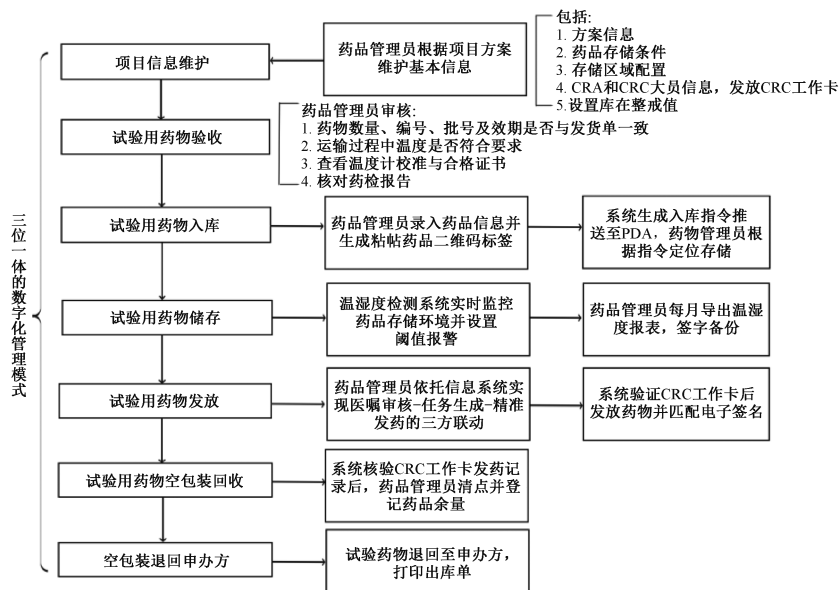 包括:
1. 方案信息
2. 药品存储条件
3. 存储区域配置
4. CRA和CRC大员信息，发放CRC工作卡
5.设置库在整戒值
项目信息维护
药品管理员根据项目方案
维护基本信息
药品管理员审核:
1. 药物数量、编号、批号及效期是否与发货单一致
2. 运输过程中温度是否符合要求
3. 查看温度计校准与合格证书
4. 核对药检报告
试验用药物验收
三位一体的数字化管理模式
试验用药物入库
药品管理员录入药品信息并
生成粘帖药品二维码标签
系统生成入库指令推
送至PDA，药物管理员根
据指令定位存储
试验用药物储存
温湿度检测系统实时监控
药品存储环境并设置
阈值报警
药品管理员每月导出温湿
度报表，签字备份
试验用药物发放
药品管理员依托信息系统实
现医嘱审核-任务生成-精准
发药的三方联动
系统验证CRC工作卡后
发放药物并匹配电子签名
试验用药物空包装回收
系统核验CRC工作卡发药记
录后，药品管理员清点并登
记药品余量
空包装退回申办方
试验药物退回至申办方，
打印出库单